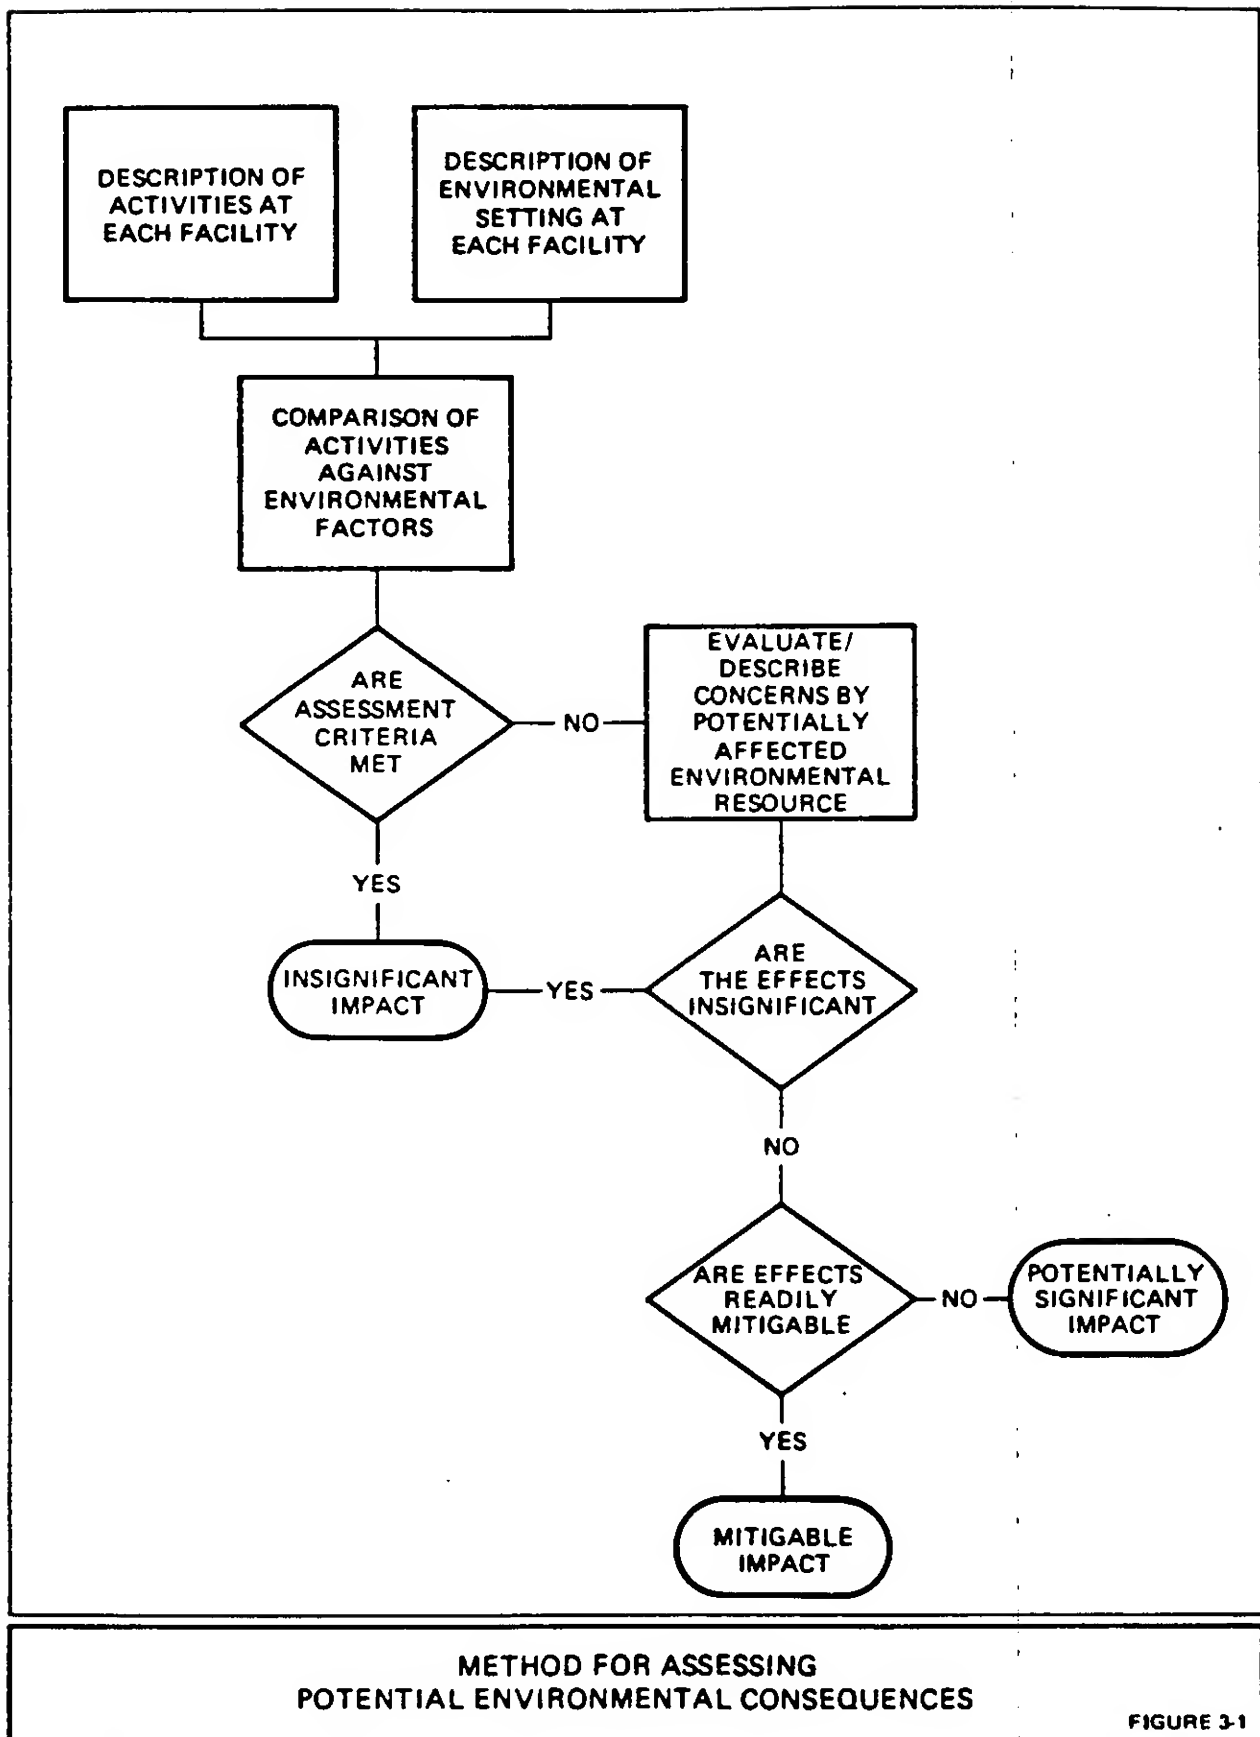 DESCRIPTION OF
ACTIVITIES AT
EACH FACILITY
DESCRIPTION OF
ENVIRONMENTAL
SETTING AT
EACH FACILITY
COMPARISON OF
ACTIVITIES
AGAINST
ENVIRONMENTAL
FACTORS
ARE
ASSESSMENT
CRITERIA
MET
NO
EVALUATE/
DESCRIBE
CONCERNS BY
POTENTIALLY
AFFECTED
ENVIRONMENTAL
RESOURCE
YES
INSIGNIFICANT
IMPACT
YES
ARE
THE EFFECTS
INSIGNIFICANT
NO
ARE EFFECTS
READILY
MITIGABLE
NO
POTENTIALLY
SIGNIFICANT
IMPACT
YES
MITIGABLE
IMPACT
METHOD FOR ASSESSING
POTENTIAL ENVIRONMENTAL CONSEQUENCES
FIGURE 3-1